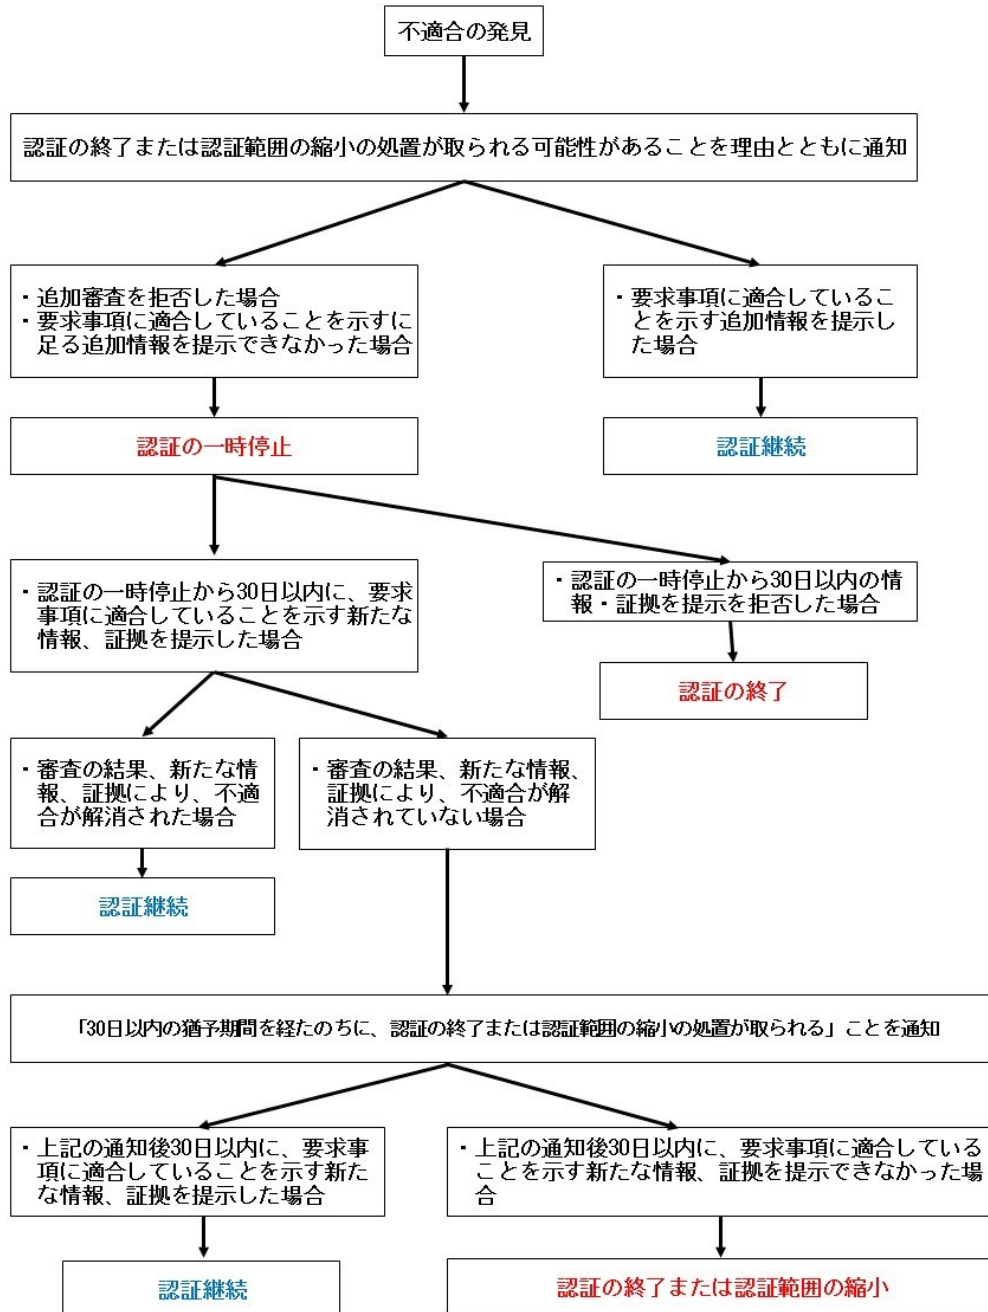 不適合の発見
認証の終了または認証範囲の縮小の処置が取られる可能性があることを理由とともに通知
・追加審査を拒否した場合
・要求事項に適合していることを示すに
足る追加情報を提示できなかった場合
・要求事項に適合しているこ
とを示す追加情報を提示し
た場合
認証の一時停止
認証継続
・認証の一時停止から30日以内に、要求
事項に適合していることを示す新たな
情報、証拠を提示した場合
・認証の一時停止から30日以内の情
報・証拠を提示を拒否した場合
認証の終了
・審査の結果、新たな情
報、証拠により、不適
合が解消された場合
・審査の結果、新たな情報、
証拠により、不適合が解
消されていない場合
認証継続
「30日以内の猶予期間を経たのちに、認証の終了または認証範囲の縮小の処置が取られる」ことを通知
・上記の通知後30日以内に、要求事
項に適合していることを示す新た
な情報、証拠を提示した場合
・上記の通知後30日以内に、要求事項に適合している
ことを示す新たな情報、証拠を提示できなかった場
合
認証継続
認証の終了または認証範囲の縮小